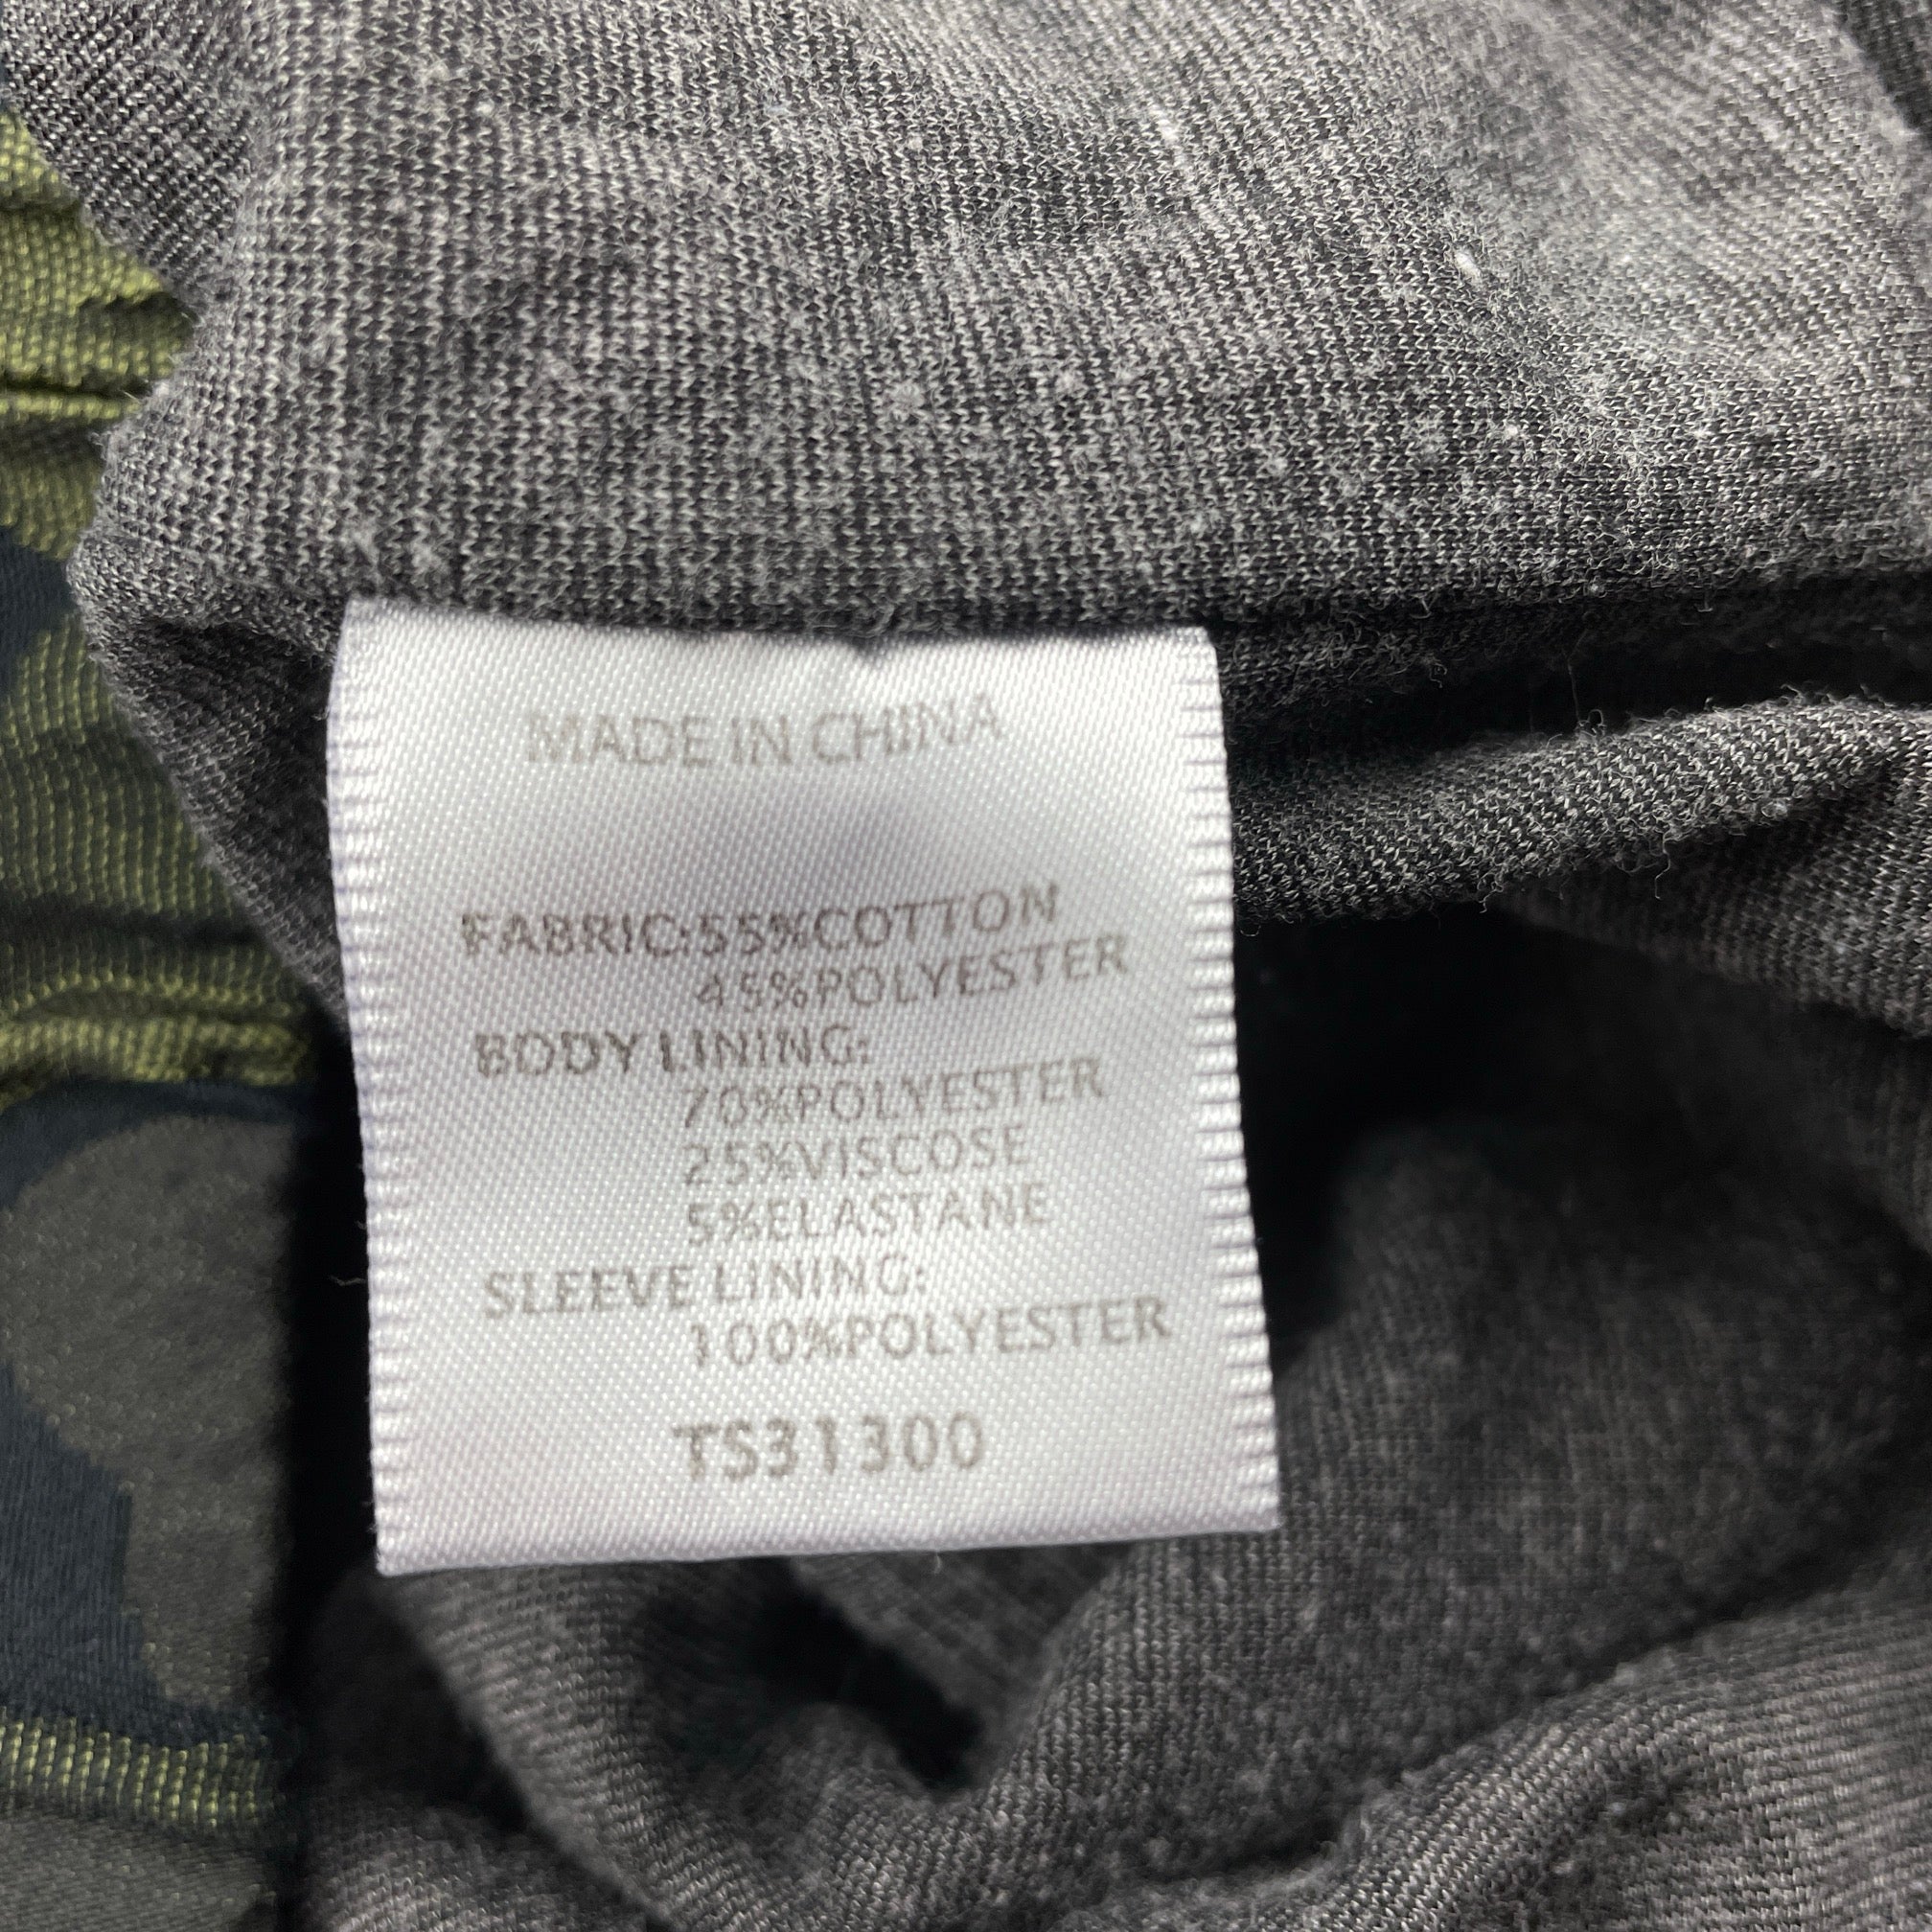 MADE IN CHINA
FABRIC:55%COTTON
45%POLYESTER
BODY LINING:
70%POLYESTER
25%VISCOSE
5%ELASTANE
SLEEVE LINING:
100%POLYESTER
TS31300